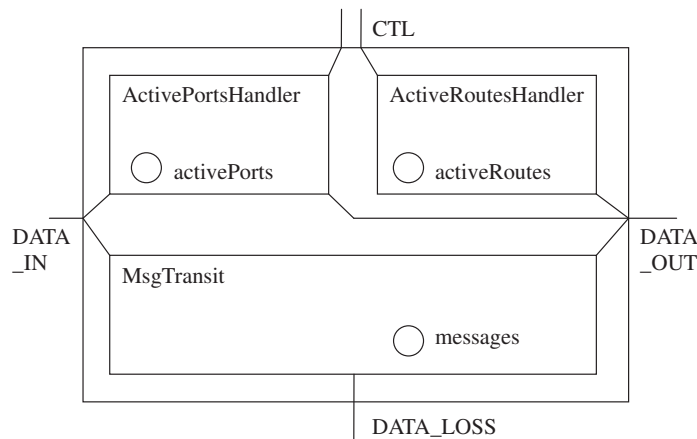 CTL
ActivePortsHandler
ActiveRoutesHandler
activePorts
activeRoutes
DATA
_IN
DATA
_OUT
MsgTransit
messages
DATA_LOSS